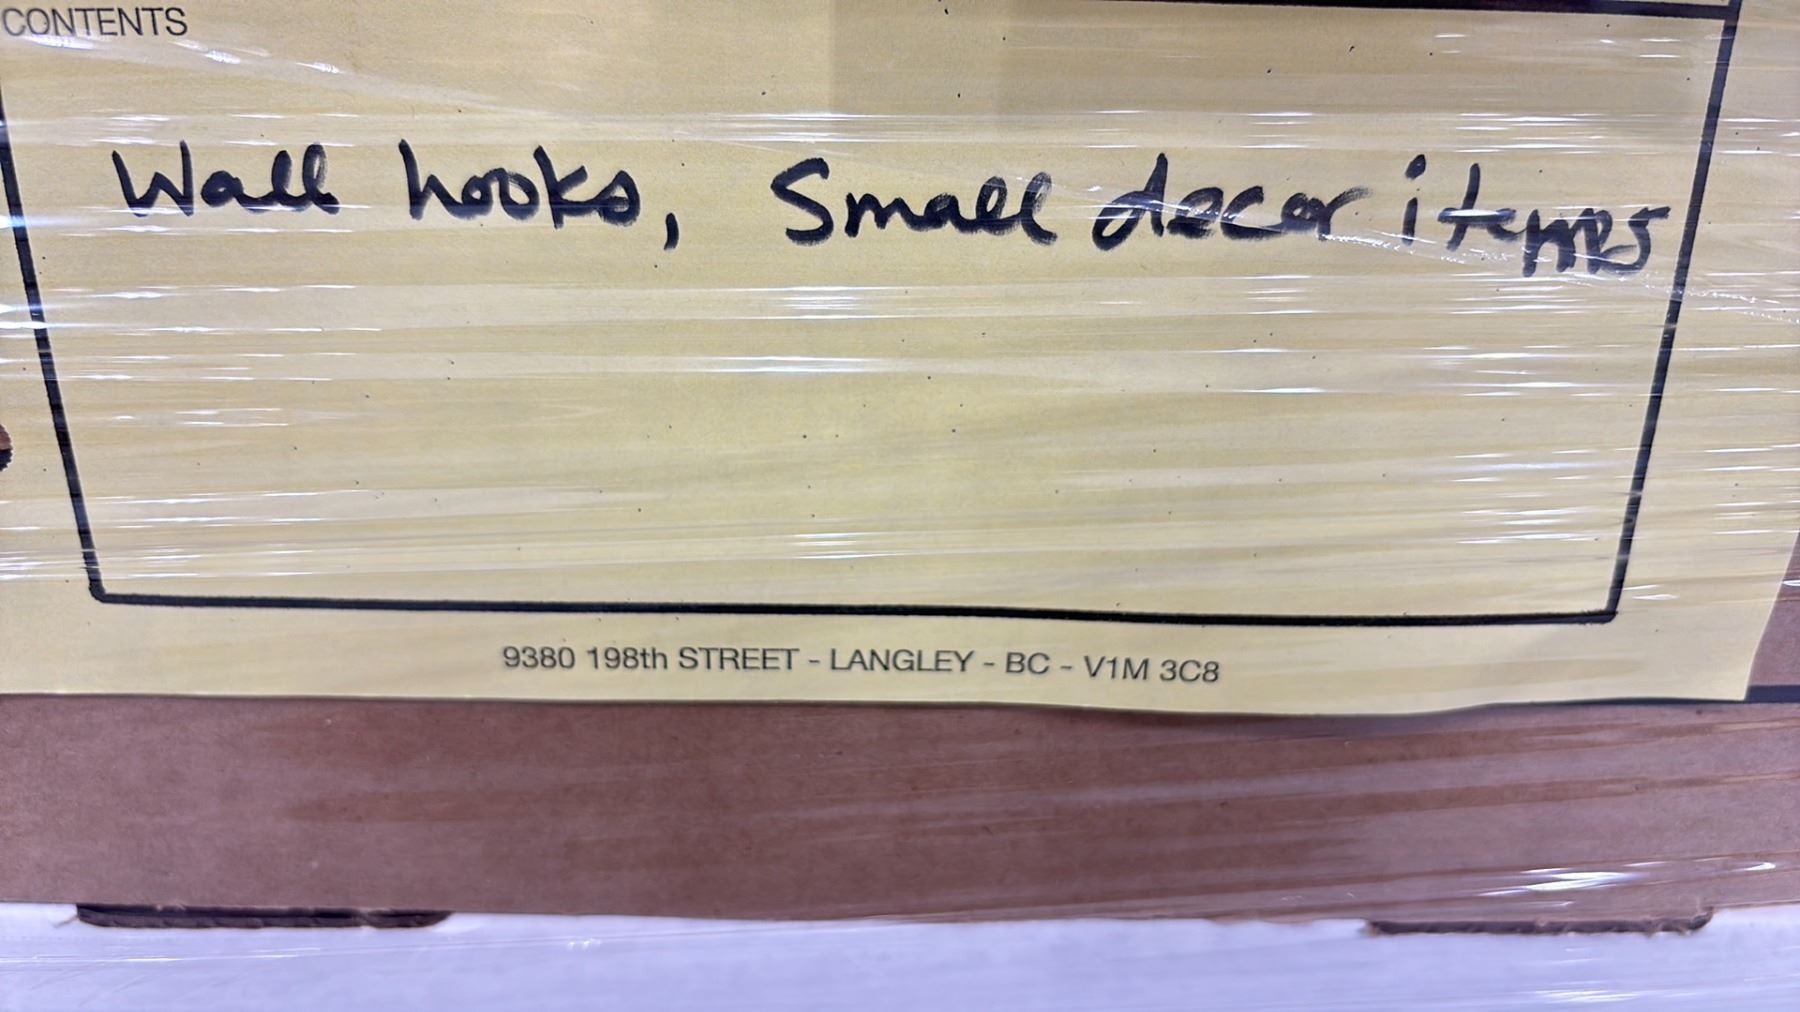 CONTENTS
Wall hooks, Small decor items
9380 198th STREET - LANGLEY - BC - V1M 3C8